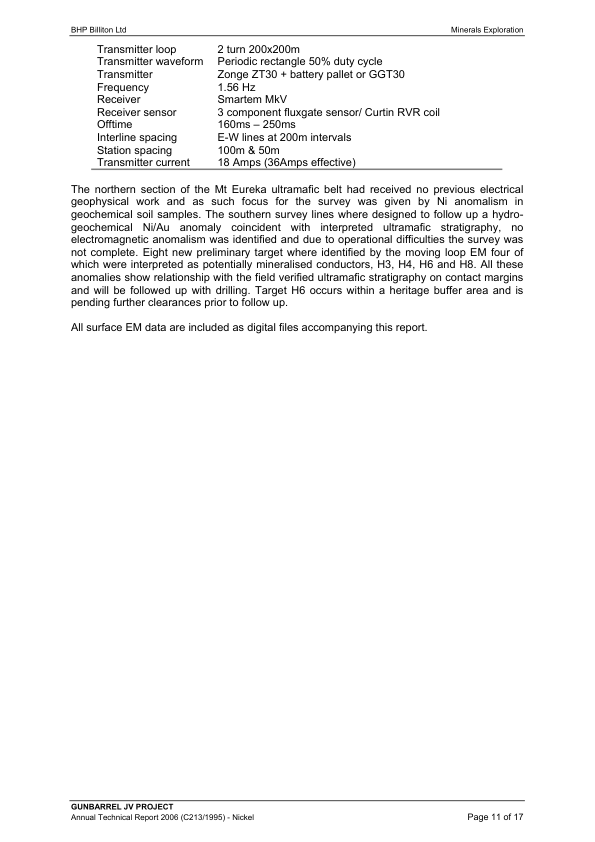 BHP Billiton Ltd Minerals Exploration
Transmitter loop 2 turn 200x200m
Transmitter waveform Periodic rectangle 50% duty cycle
Transmitter Zonge ZT30 + battery pallet or GGT30
Frequency 1.56 Hz
Receiver Smartem MkV
Receiver sensor 3 component fluxgate sensor/ Curtin RVR coil
Offtime 160ms – 250ms
Interline spacing E-W lines at 200m intervals
Station spacing 100m & 50m
Transmitter current 18 Amps (36Amps effective)
The northern section of the Mt Eureka ultramafic belt had received no previous electrical
geophysical work and as such focus for the survey was given by Ni anomalism in
geochemical soil samples. The southern survey lines where designed to follow up a hydro-
geochemical Ni/Au anomaly coincident with interpreted ultramafic stratigraphy, no
electromagnetic anomalism was identified and due to operational difficulties the survey was
not complete. Eight new preliminary target where identified by the moving loop EM four of
which were interpreted as potentially mineralised conductors, H3, H4, H6 and H8. All these
anomalies show relationship with the field verified ultramafic stratigraphy on contact margins
and will be followed up with drilling. Target H6 occurs within a heritage buffer area and is
pending further clearances prior to follow up.
All surface EM data are included as digital files accompanying this report.
GUNBARREL JV PROJECT
Annual Technical Report 2006 (C213/1995) - Nickel Page 11 of 17